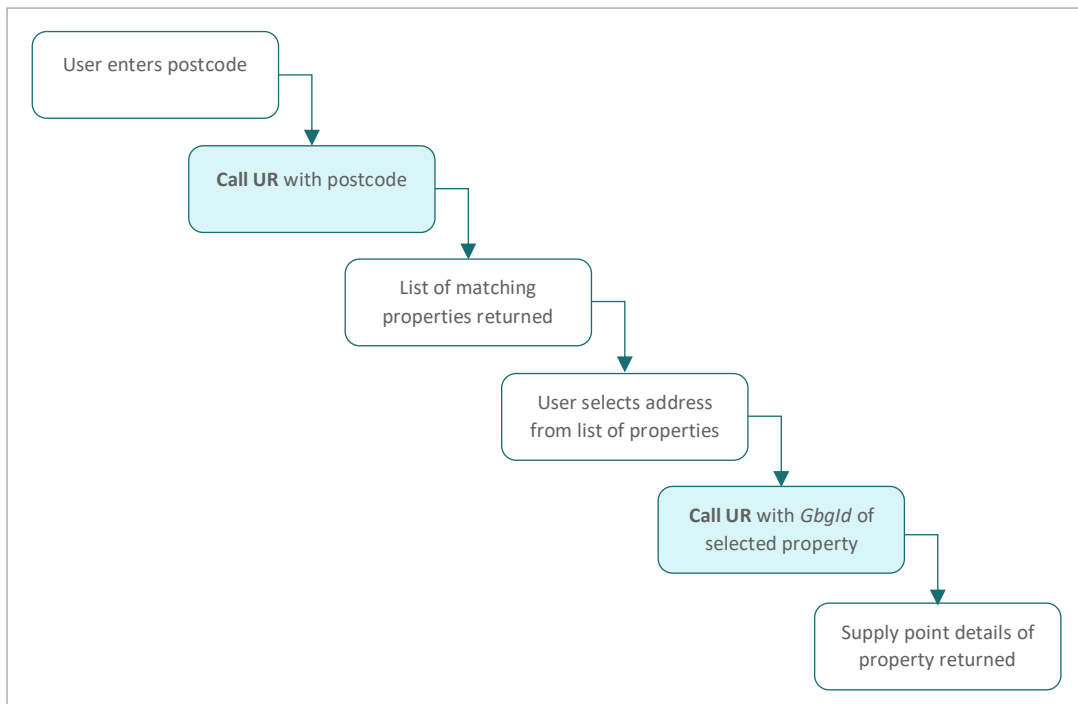 User enters postcode
Call UR with postcode
List of matching
properties returned
User selects address
from list of properties
Call UR with GbgId of
selected property
Supply point details of
property returned